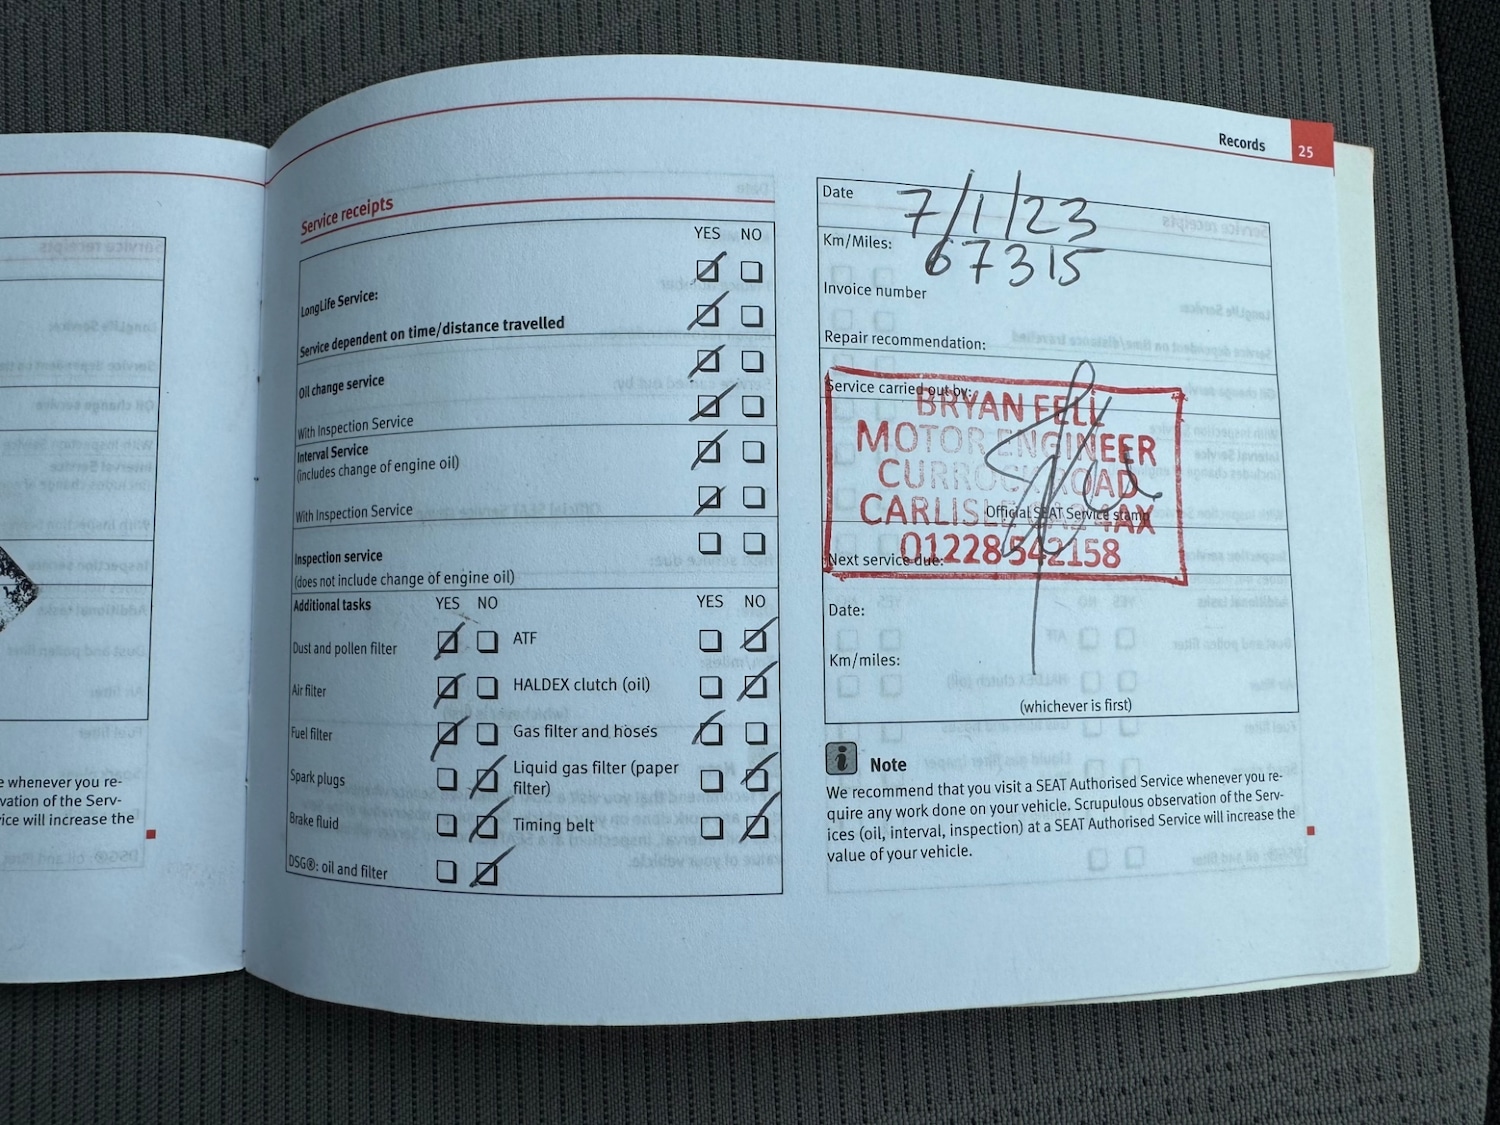 Records 25
Service receipts
YES NO
LongLife Service:
Service dependent on time/distance travelled
Oil change service
With Inspection Service
Interval Service
(includes change of engine oil)
With Inspection Service
Inspection service
(does not include change of engine oil)
Additional tasks YES NO YES NO
Dust and pollen filter ATF
Air filter HALDEX clutch (oil)
Fuel filter Gas filter and hoses
Spark plugs Liquid gas filter (paper
filter)
Brake fluid Timing belt
DSG®: oil and filter
Date 7/1/23
Km/Miles: 67315
Invoice number
Repair recommendation:
Service carried out by:
BRYAN FELL
MOTOR ENGINEER
CURROCK ROAD
CARLISLE 4AX
Official SEAT Service stamp
01228 542158
Next service due:
Date:
Km/miles:
(whichever is first)
Note
We recommend that you visit a SEAT Authorised Service whenever you re-
quire any work done on your vehicle. Scrupulous observation of the Serv-
ices (oil, interval, inspection) at a SEAT Authorised Service will increase the
value of your vehicle.
e whenever you re-
vation of the Serv-
ice will increase the